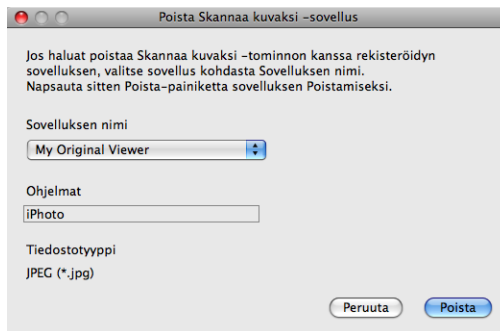 Poista Skannaa kuvaksi -sovellus
Jos haluat poistaa Skannaa kuvaksi -tominnon kanssa rekisteröidyn
sovelluksen, valitse sovellus kohdasta Sovelluksen nimi.
Napsauta sitten Poista-painiketta sovelluksen Poistamiseksi.
Sovelluksen nimi
My Original Viewer
Ohjelmat
iPhoto
Tiedostotyyppi
JPEG (*.jpg)
Peruuta Poista